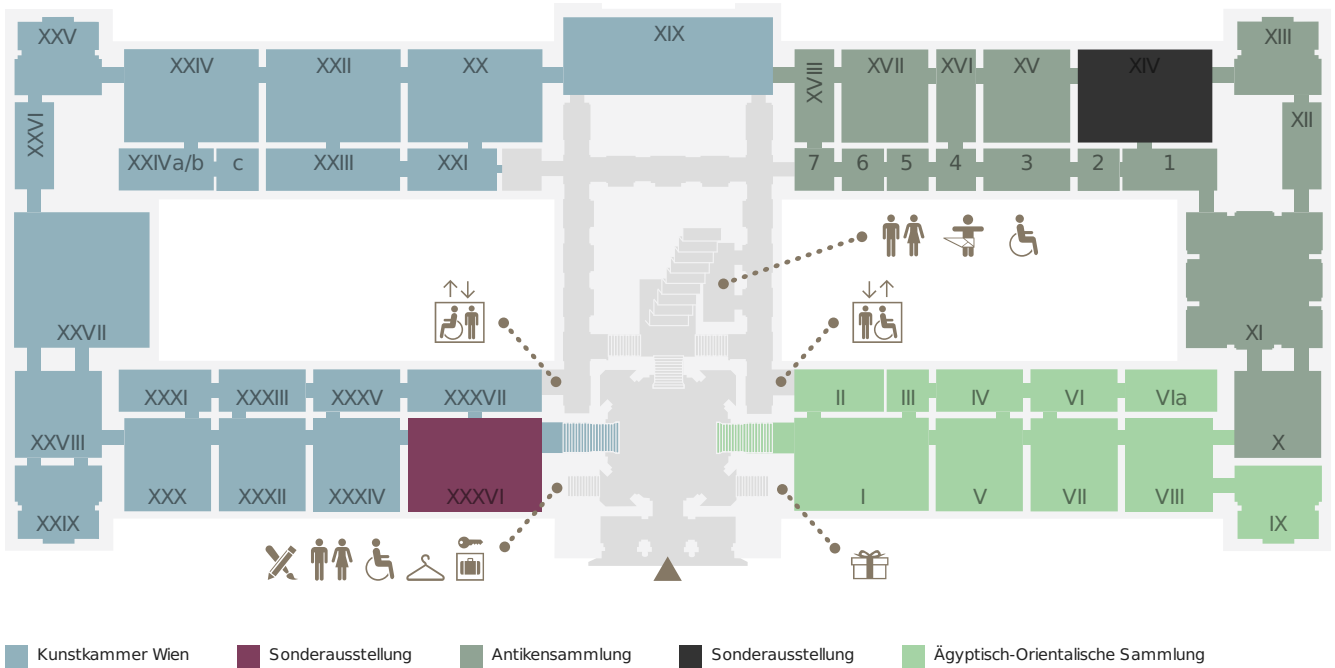 XXV
XXIV
XXII
XX
XIX
XVIII
XVII
XVI
XV
XIV
XIII
XXVI
XII
XXIVa/b
c
XXIII
XXI
7
6
5
4
3
2
1
XXVII
XI
XXVIII
XXXI
XXXIII
XXXV
XXXVII
II
III
IV
VI
VIa
X
XXX
XXXII
XXXIV
XXXVI
I
V
VII
VIII
XXIX
IX
Kunstkammer Wien
Sonderausstellung
Antikensammlung
Sonderausstellung
Ägyptisch-Orientalische Sammlung